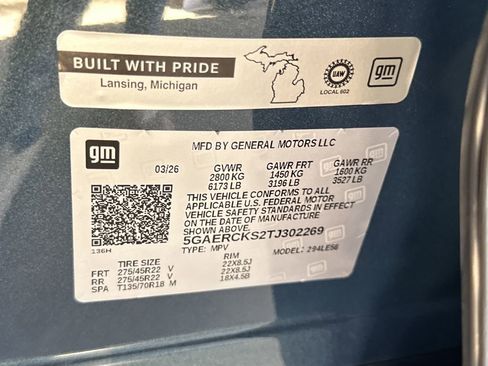 BUILT WITH PRIDE
Lansing, Michigan
UAW
LOCAL 602
gm
gm
MFD BY GENERAL MOTORS LLC
03/26 GVWR GAWR FRT GAWR RR
2800 KG 1450 KG 1600 KG
6173 LB 3196 LB 3527 LB
THIS VEHICLE CONFORMS TO ALL
APPLICABLE U.S. FEDERAL MOTOR
VEHICLE SAFETY STANDARDS IN EFFECT
ON THE DATE OF MANUFACTURE
SHOWN ABOVE.
5GAERCKS2TJ302269
136H TYPE: MPV MODEL: 294LE56
TIRE SIZE RIM
FRT 275/45R22 V 22X8.5J
RR 275/45R22 V 22X8.5J
SPA T135/70R18 M 18X4.5B